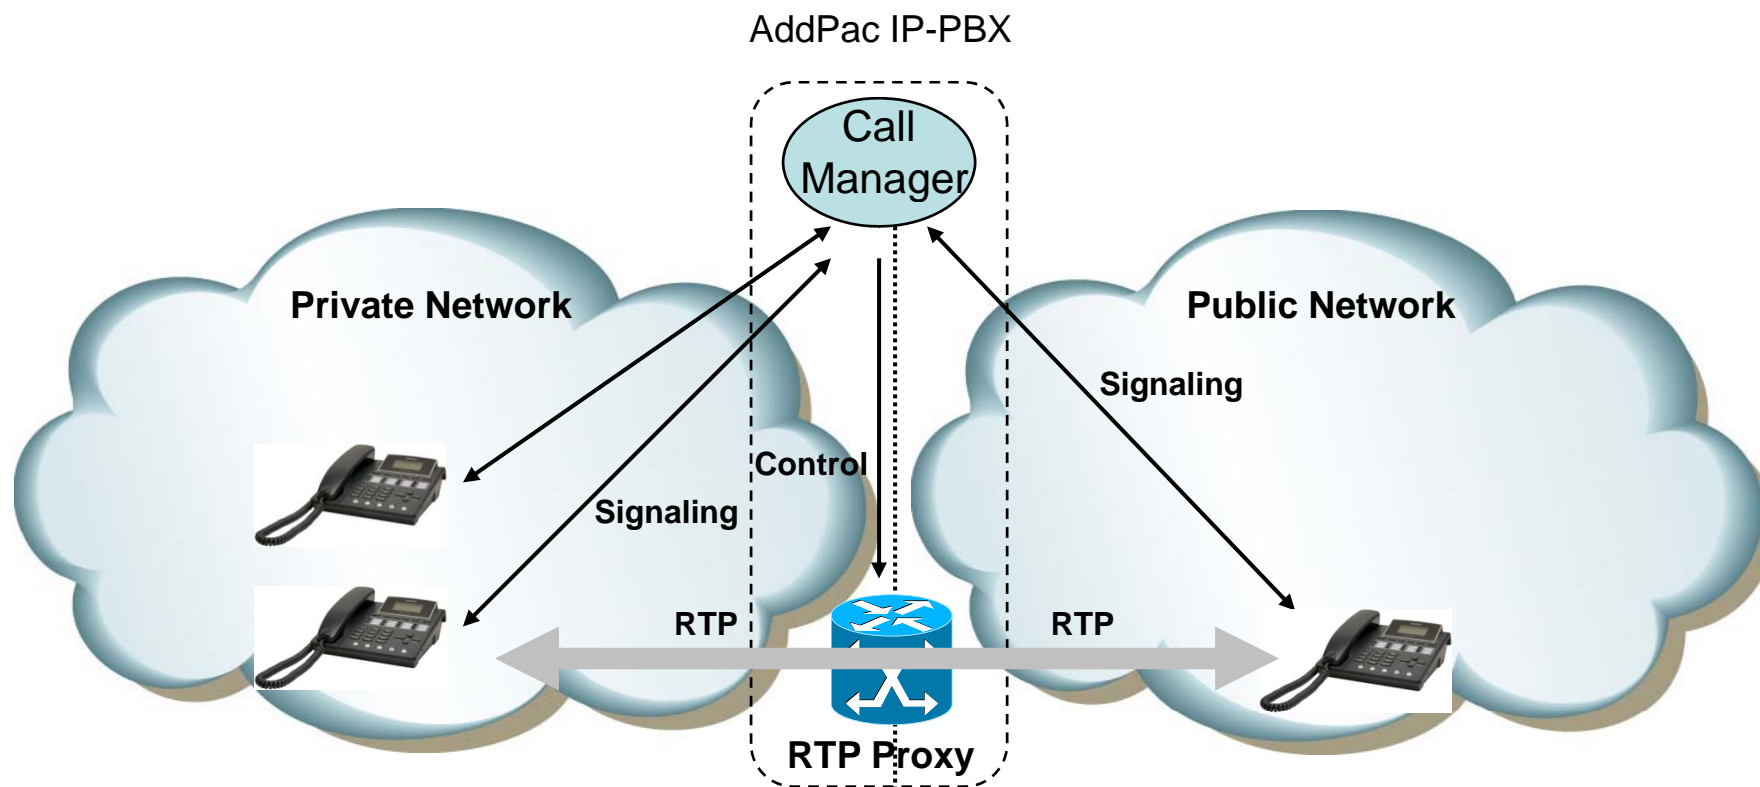 AddPac IP-PBX
Call
Manager
Private Network
Public Network
Signaling
Control
Signaling
RTP
RTP
RTP Proxy